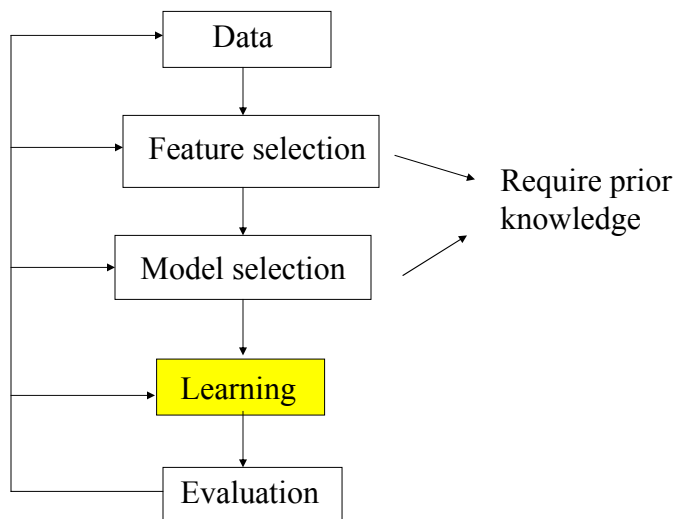 Data
Feature selection
Require prior
knowledge
Model selection
Learning
Evaluation